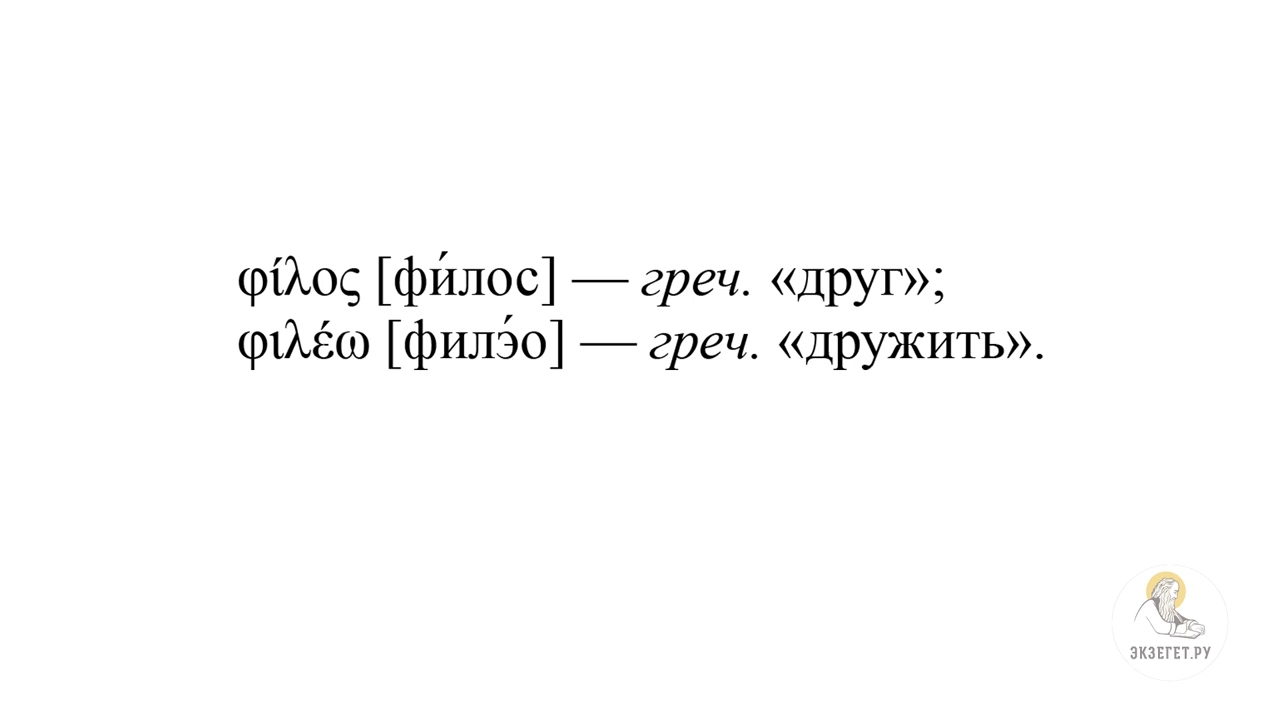 φίλος [фи́лос] — греч. «друг»;
φιλέω [филэ́о] — греч. «дружить».
ЭКЗЕГЕТ.РУ